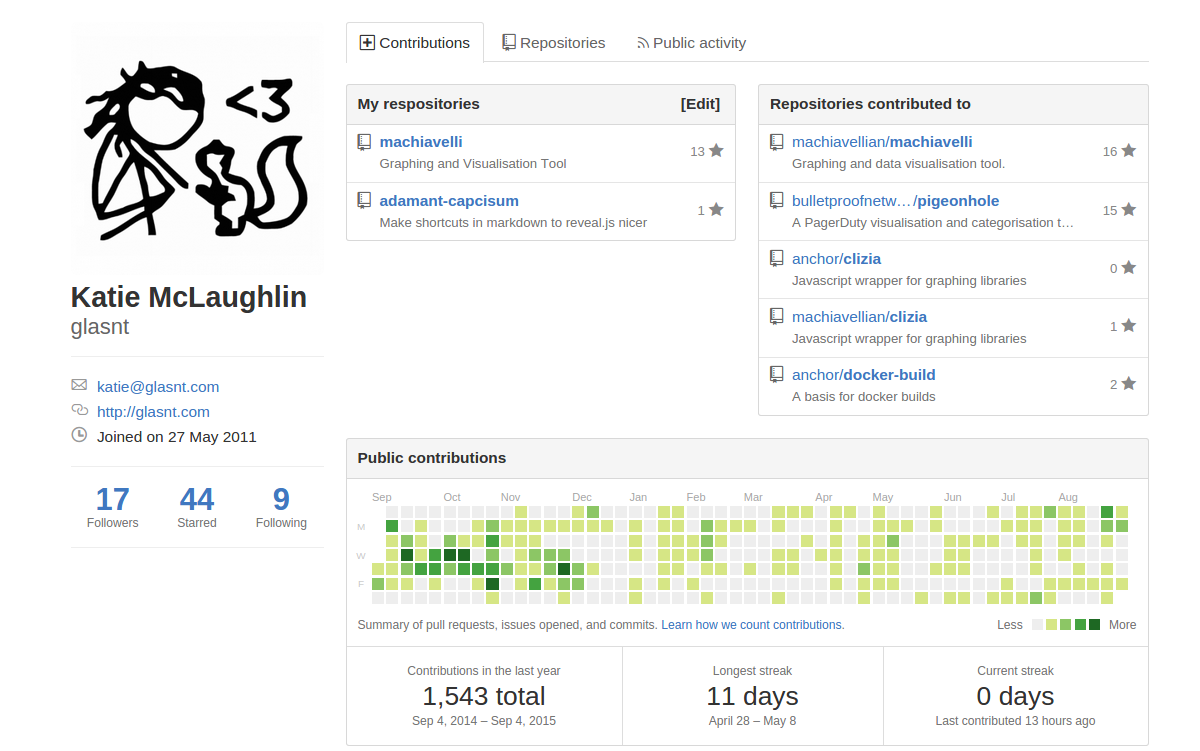 <3
Katie McLaughlin
glasnt
katie@glasnt.com
http://glasnt.com
Joined on 27 May 2011
17 44 9
Followers Starred Following
Contributions Repositories Public activity
My respositories [Edit]
machiavelli 13
Graphing and Visualisation Tool
adamant-capcisum 1
Make shortcuts in markdown to reveal.js nicer
Repositories contributed to
machiavellian/machiavelli 16
Graphing and data visualisation tool.
bulletproofnetw… /pigeonhole 15
A PagerDuty visualisation and categorisation t…
anchor/clizia 0
Javascript wrapper for graphing libraries
machiavellian/clizia 1
Javascript wrapper for graphing libraries
anchor/docker-build 2
A basis for docker builds
Public contributions
Sep Oct Nov Dec Jan Feb Mar Apr May Jun Jul Aug
M
W
F
Summary of pull requests, issues opened, and commits. Learn how we count contributions. Less More
Contributions in the last year
1,543 total
Sep 4, 2014 – Sep 4, 2015
Longest streak
11 days
April 28 – May 8
Current streak
0 days
Last contributed 13 hours ago